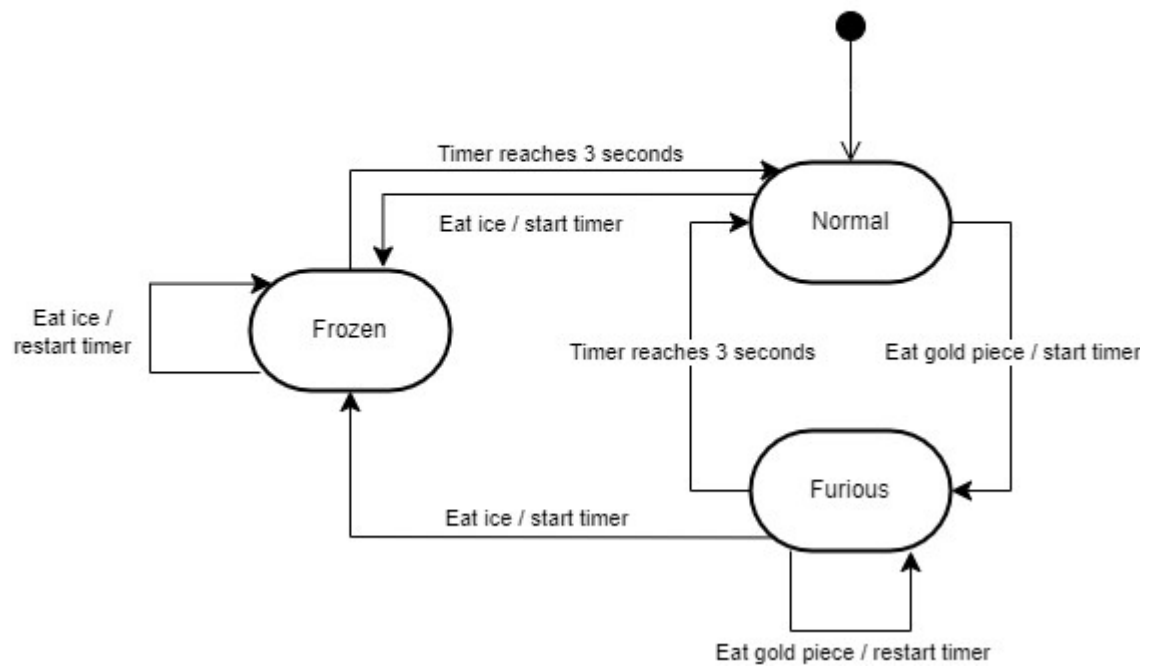 Timer reaches 3 seconds
Eat ice / start timer
Normal
Eat ice /
restart timer
Frozen
Timer reaches 3 seconds
Eat gold piece / start timer
Furious
Eat ice / start timer
Eat gold piece / restart timer